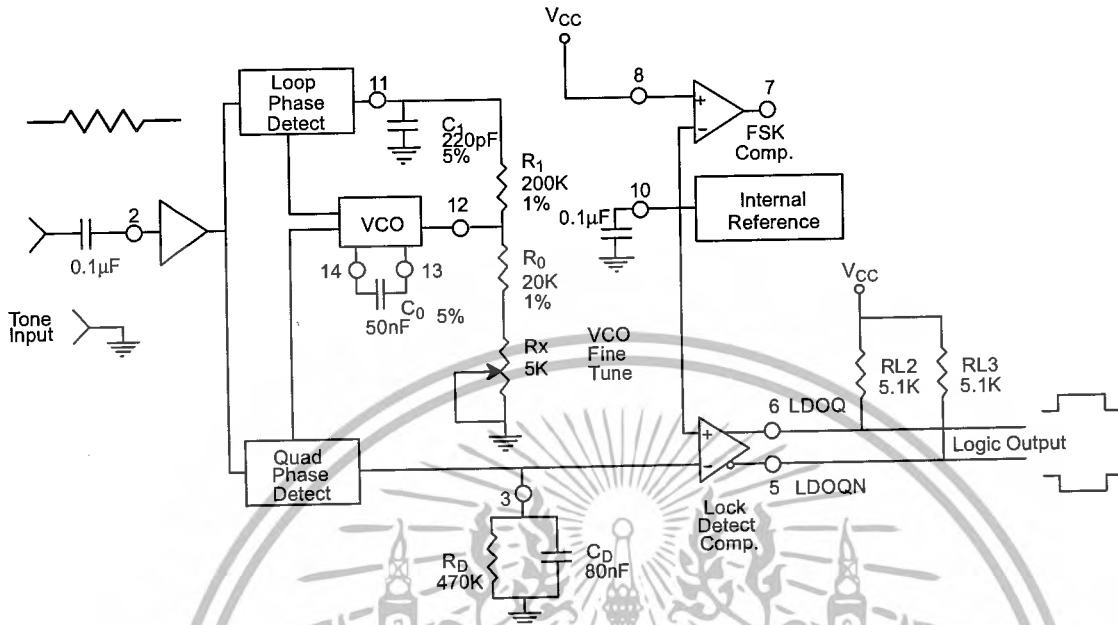 Loop
Phase
Detect
11
C1
220pF
5%
R1
200K
1%
2
0.1µF
VCO
12
14
13
C0 5%
50nF
R0
20K
1%
Tone
Input
Rx
5K
VCO
Fine
Tune
Quad
Phase
Detect
3
RD
470K
CD
80nF
VCC
8
7
FSK
Comp.
10
0.1µF
Internal
Reference
VCC
RL2
5.1K
RL3
5.1K
6 LDOQ
Logic Output
5 LDOQN
Lock
Detect
Comp.
+
−
+
−